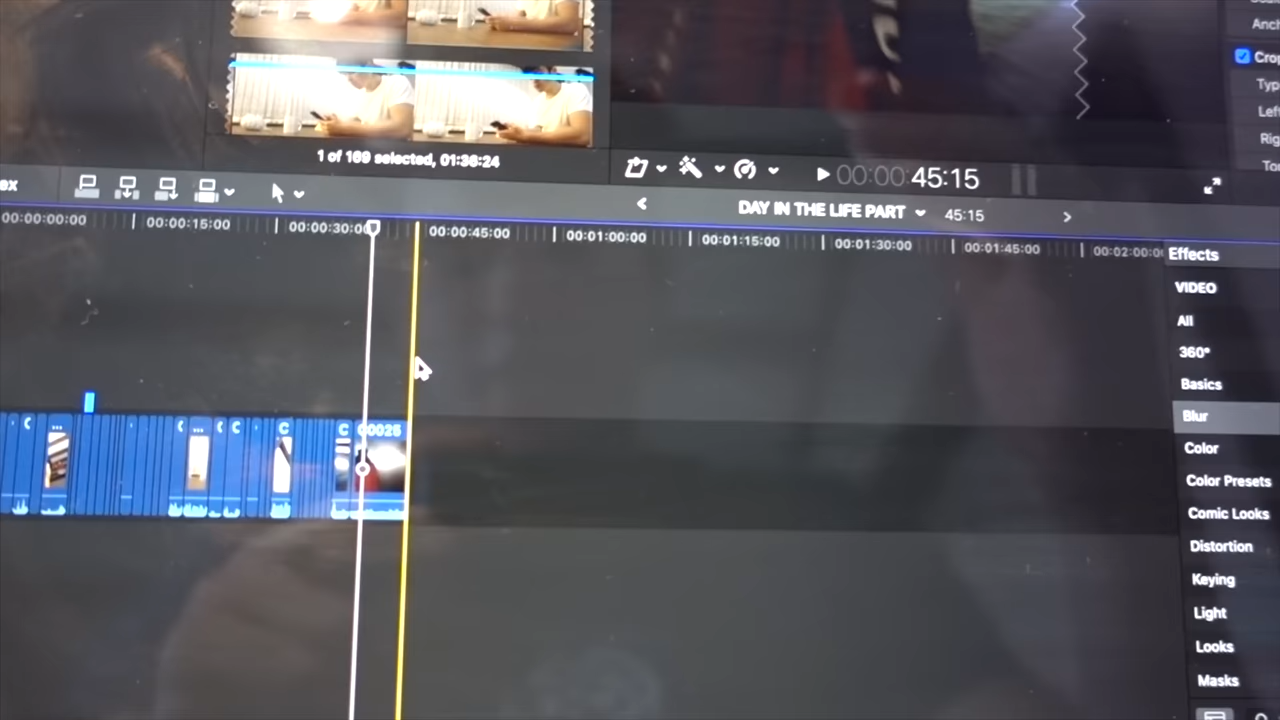 Anch
Crop
Typ
Left
Rig
To
1 of 169 selected, 01:36:24
00:00:45:15
ex
DAY IN THE LIFE PART
45:15
00:00:00:00
00:00:15:00
00:00:30:00
00:00:45:00
00:01:00:00
00:01:15:00
00:01:30:00
00:01:45:00
00:02:00:0
Effects
VIDEO
All
360°
Basics
Blur
Color
Color Presets
Comic Looks
Distortion
Keying
Light
Looks
Masks
C
C
C
C
00025